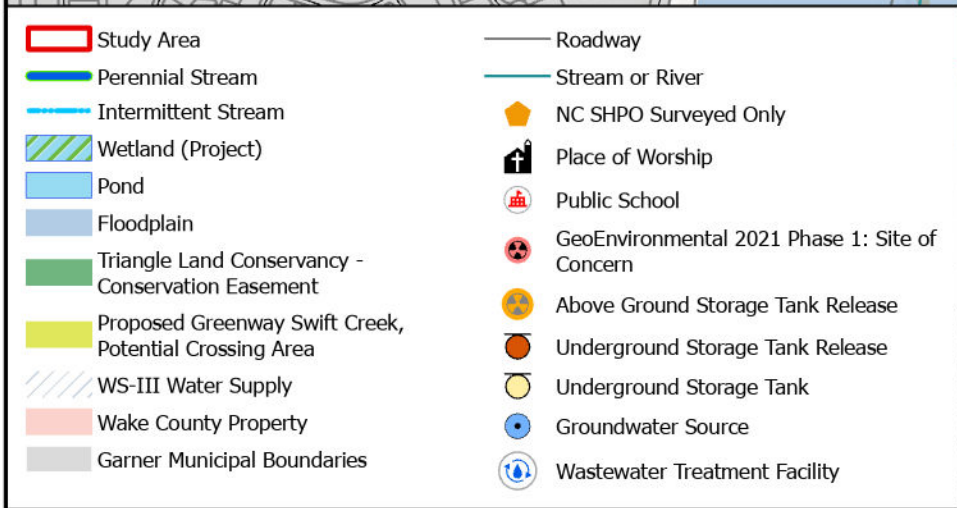 Study Area
Perennial Stream
Intermittent Stream
Wetland (Project)
Pond
Floodplain
Triangle Land Conservancy -
Conservation Easement
Proposed Greenway Swift Creek,
Potential Crossing Area
WS-III Water Supply
Wake County Property
Garner Municipal Boundaries
Roadway
Stream or River
NC SHPO Surveyed Only
Place of Worship
Public School
GeoEnvironmental 2021 Phase 1: Site of
Concern
Above Ground Storage Tank Release
Underground Storage Tank Release
Underground Storage Tank
Groundwater Source
Wastewater Treatment Facility